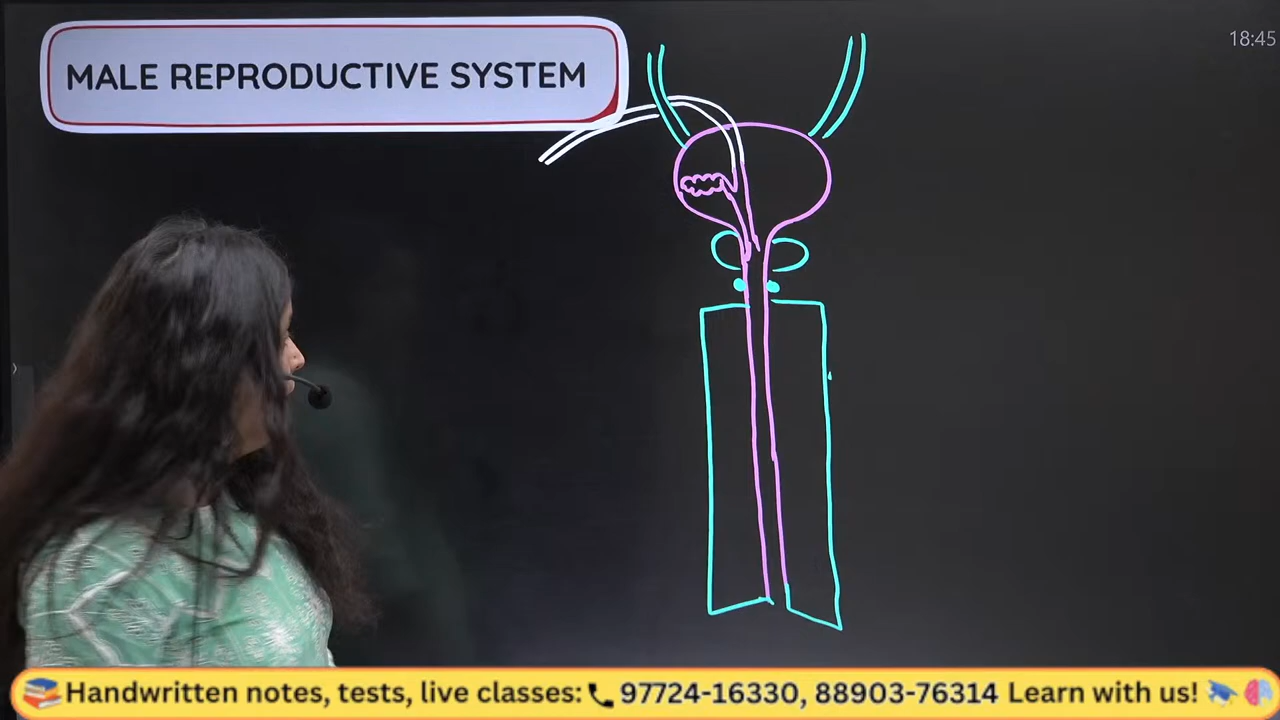 MALE REPRODUCTIVE SYSTEM
18:45
Handwritten notes, tests, live classes: 97724-16330, 88903-76314 Learn with us!